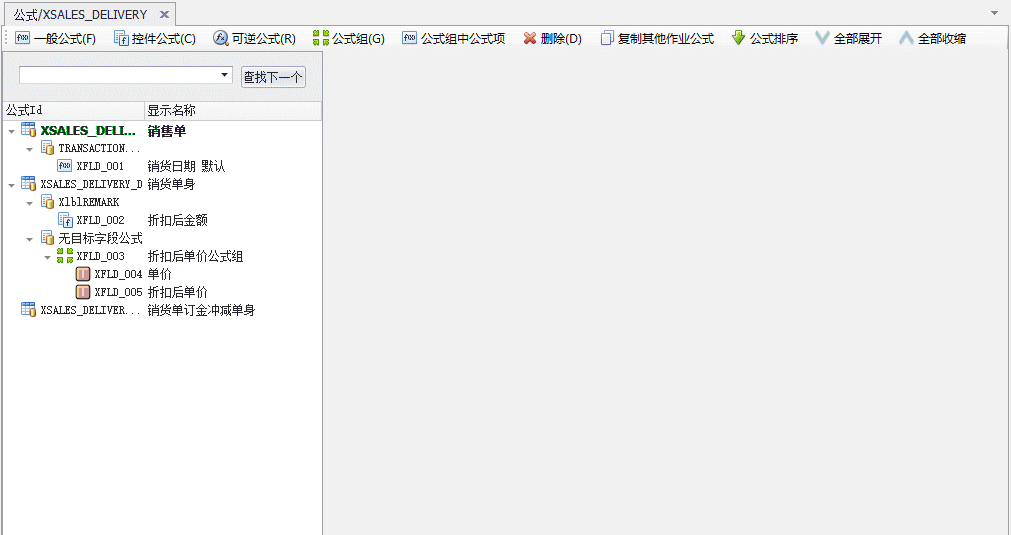 公式/XSALES_DELIVERY
一般公式(F) 控件公式(C) 可逆公式(R) 公式组(G) 公式组中公式项 删除(D) 复制其他作业公式 公式排序 全部展开 全部收缩
查找下一个
公式Id 显示名称
XSALES_DELI... 销售单
TRANSACTION...
XFLD_001 销货日期 默认
XSALES_DELIVERY_D 销货单身
XlblREMARK
XFLD_002 折扣后金额
无目标字段公式
XFLD_003 折扣后单价公式组
XFLD_004 单价
XFLD_005 折扣后单价
XSALES_DELIVER... 销货单订金冲减单身